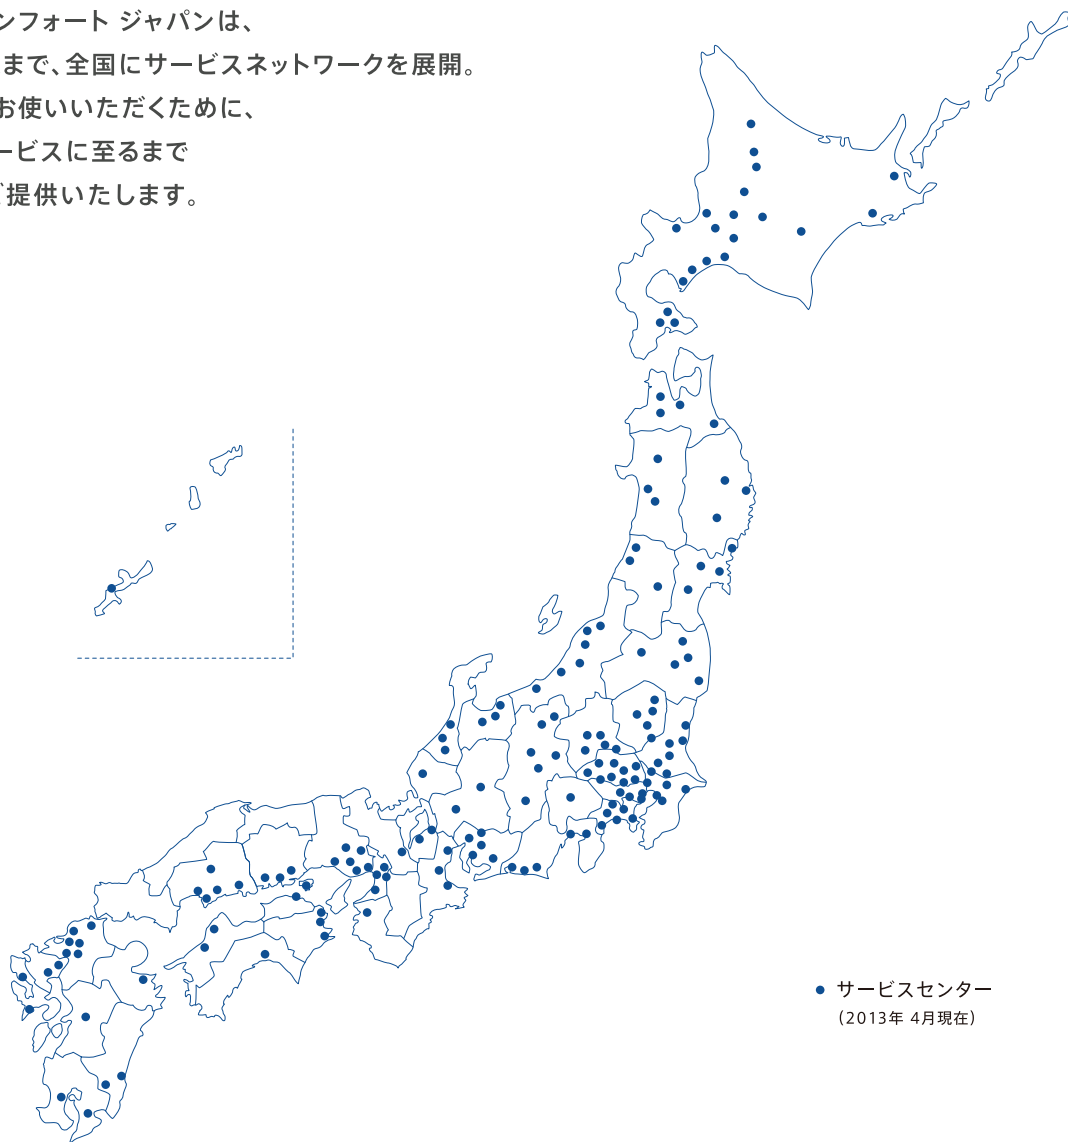 ンフォート ジャパンは、
まで、全国にサービスネットワークを展開。
お使いいただくために、
ービスに至るまで
ご提供いたします。
サービスセンター
（2013年 4月現在）